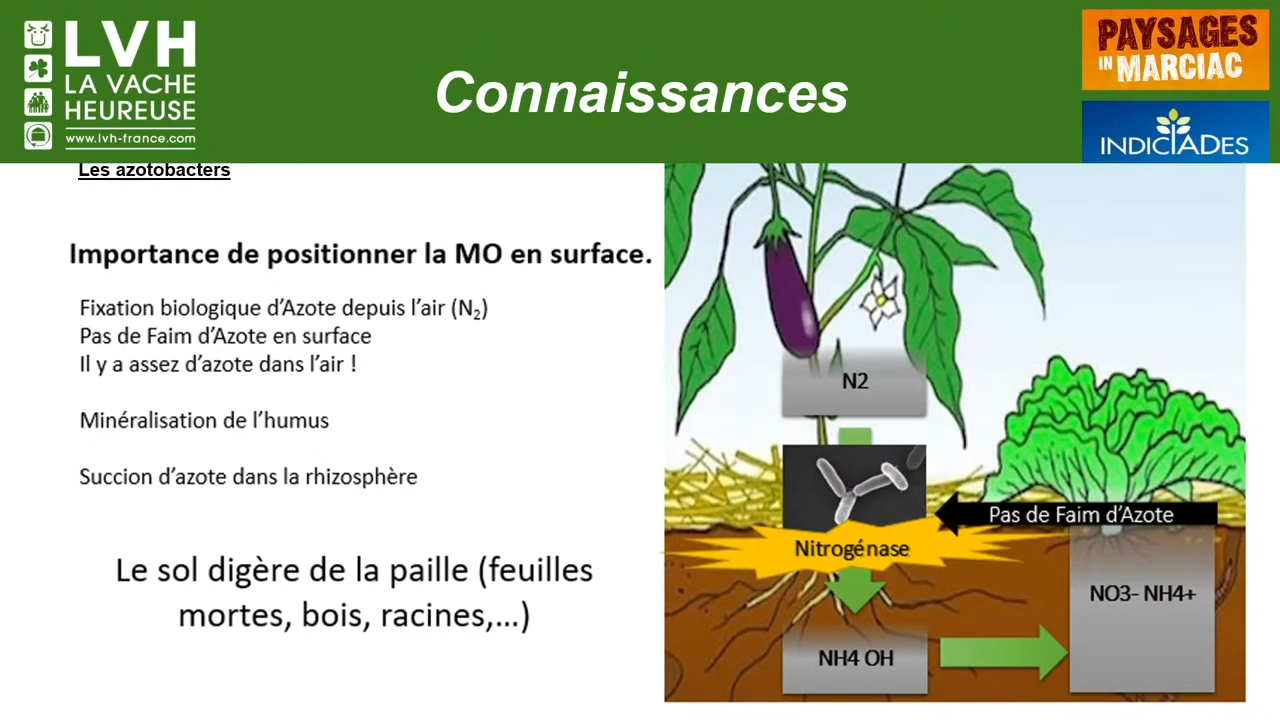 LVH
LA VACHE
HEUREUSE
www.lvh-france.com
Connaissances
PAYSAGES
IN MARCIAC
INDICIADES
Les azotobacters
Importance de positionner la MO en surface.
Fixation biologique d'Azote depuis l'air (N₂)
Pas de Faim d'Azote en surface
Il y a assez d'azote dans l'air !
Minéralisation de l'humus
Succion d'azote dans la rhizosphère
Le sol digère de la paille (feuilles
mortes, bois, racines,...)
N2
Pas de Faim d'Azote
Nitrogénase
NO3- NH4+
NH4 OH